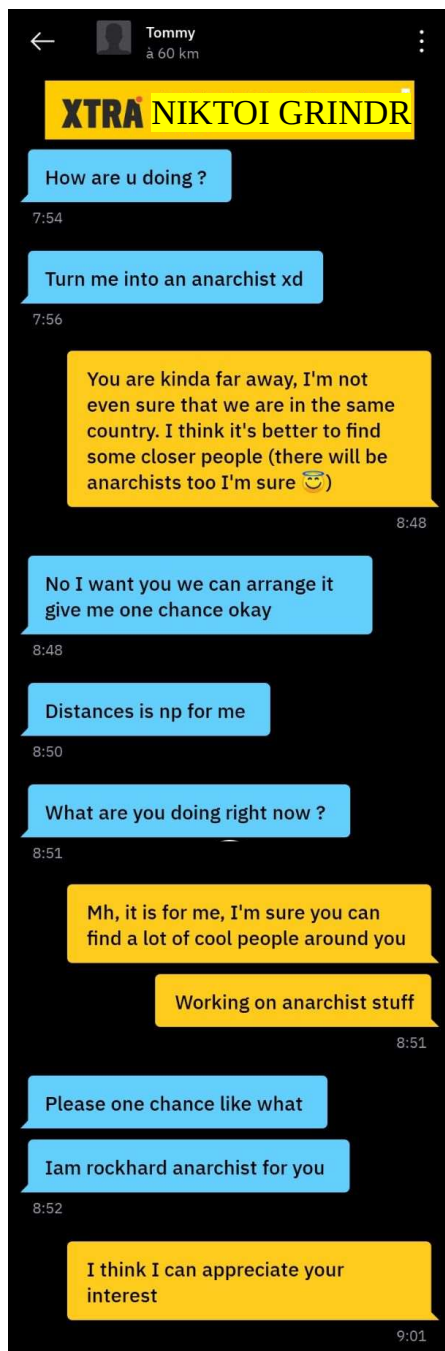 Tommy
à 60 km
XTRA NIKTOI GRINDR
How are u doing ?
7:54
Turn me into an anarchist xd
7:56
You are kinda far away, I'm not
even sure that we are in the same
country. I think it's better to find
some closer people (there will be
anarchists too I'm sure 😇)
8:48
No I want you we can arrange it
give me one chance okay
8:48
Distances is np for me
8:50
What are you doing right now ?
8:51
Mh, it is for me, I'm sure you can
find a lot of cool people around you
Working on anarchist stuff
8:51
Please one chance like what
Iam rockhard anarchist for you
8:52
I think I can appreciate your
interest
9:01